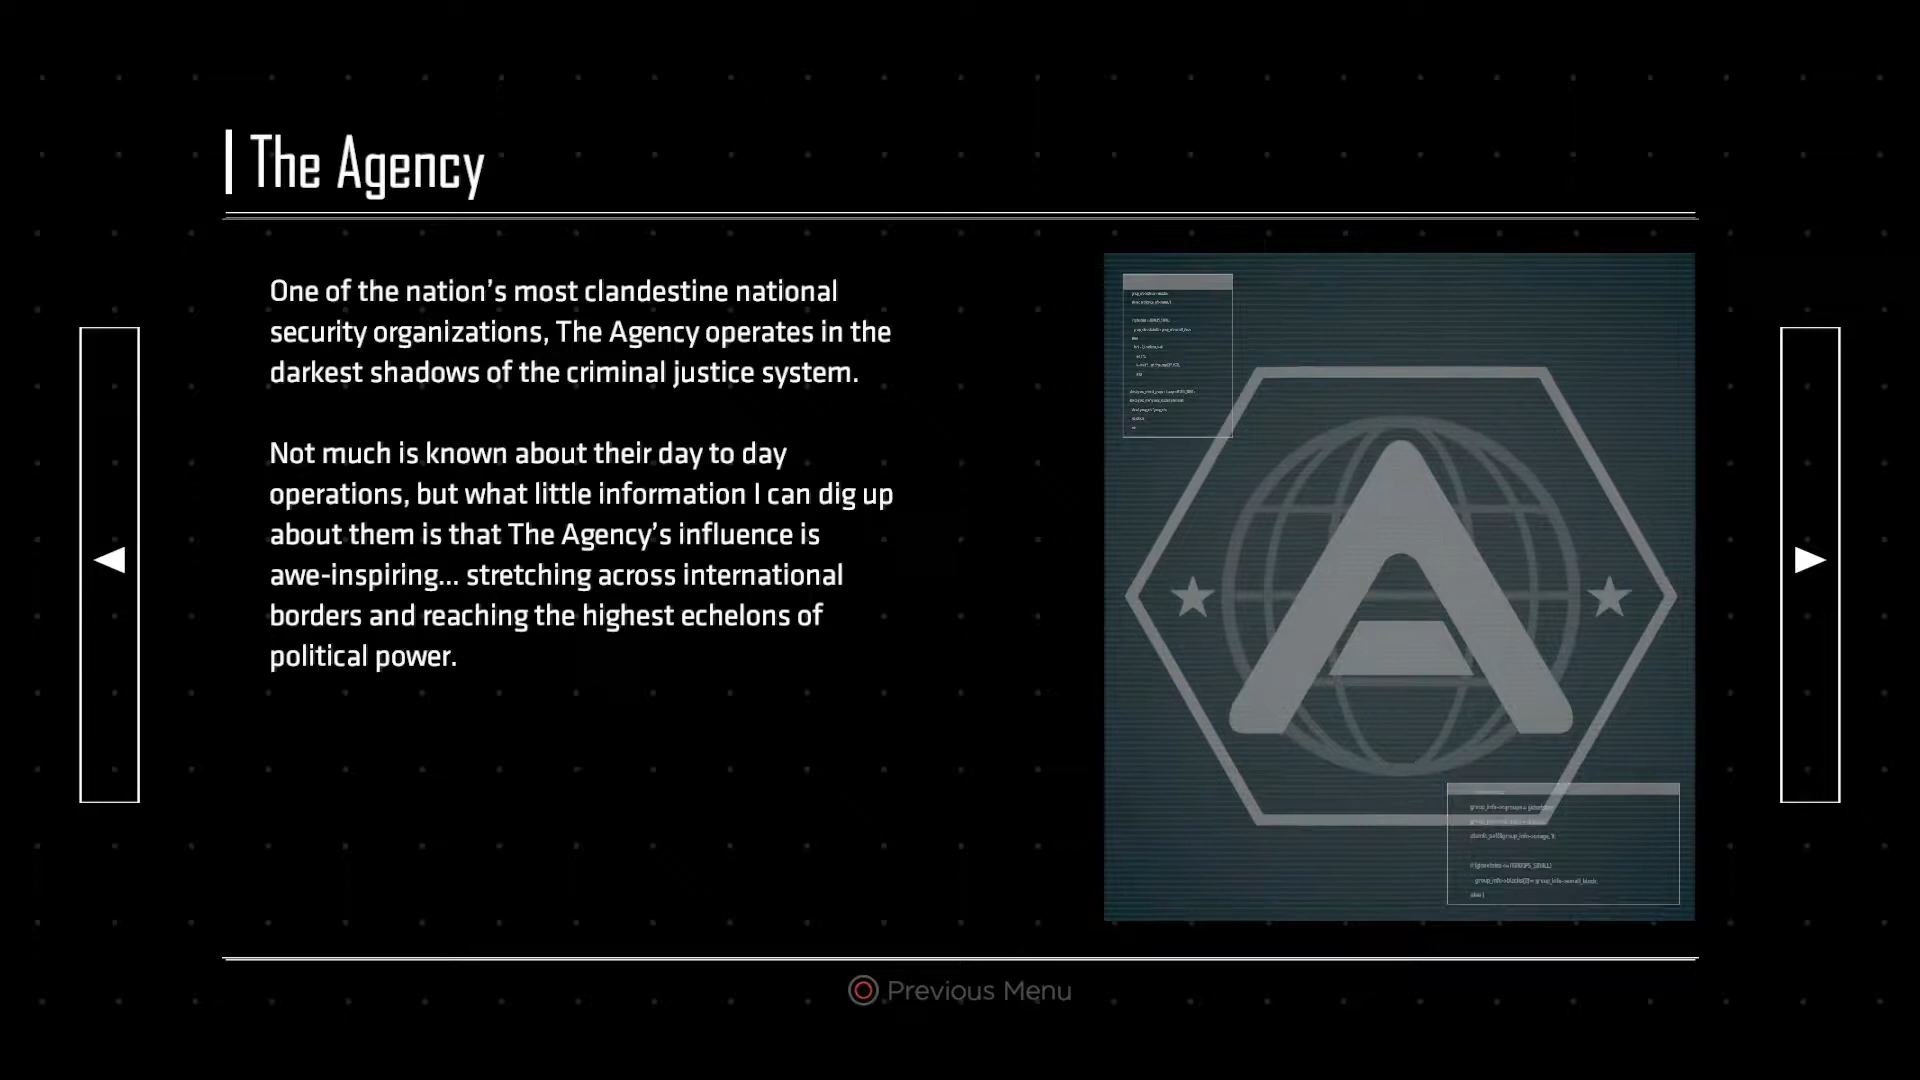 The Agency
One of the nation's most clandestine national
security organizations, The Agency operates in the
darkest shadows of the criminal justice system.
Not much is known about their day to day
operations, but what little information I can dig up
about them is that The Agency's influence is
awe-inspiring... stretching across international
borders and reaching the highest echelons of
political power.
Previous Menu